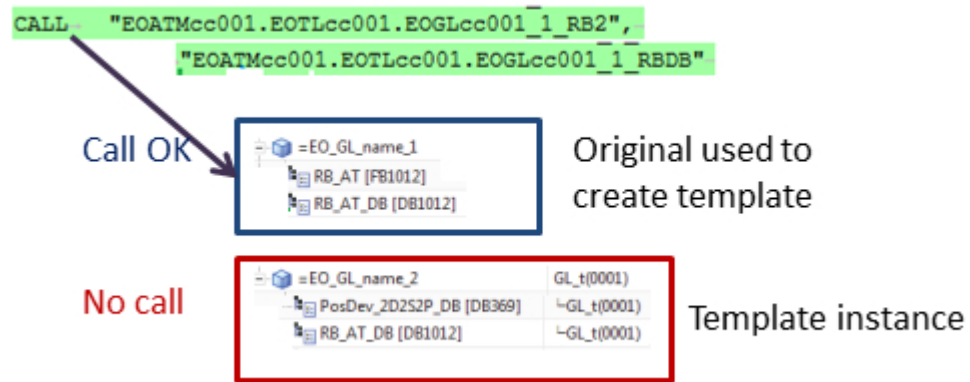 CALL "EOATMcc001.EOTLcc001.EOGLcc001_1_RB2",
"EOATMcc001.EOTLcc001.EOGLcc001_1_RBDB"
Call OK
=EO_GL_name_1
RB_AT [FB1012]
RB_AT_DB [DB1012]
Original used to
create template
No call
=EO_GL_name_2 GL_t(0001)
PosDev_2D2S2P_DB [DB369] GL_t(0001)
RB_AT_DB [DB1012] GL_t(0001)
Template instance